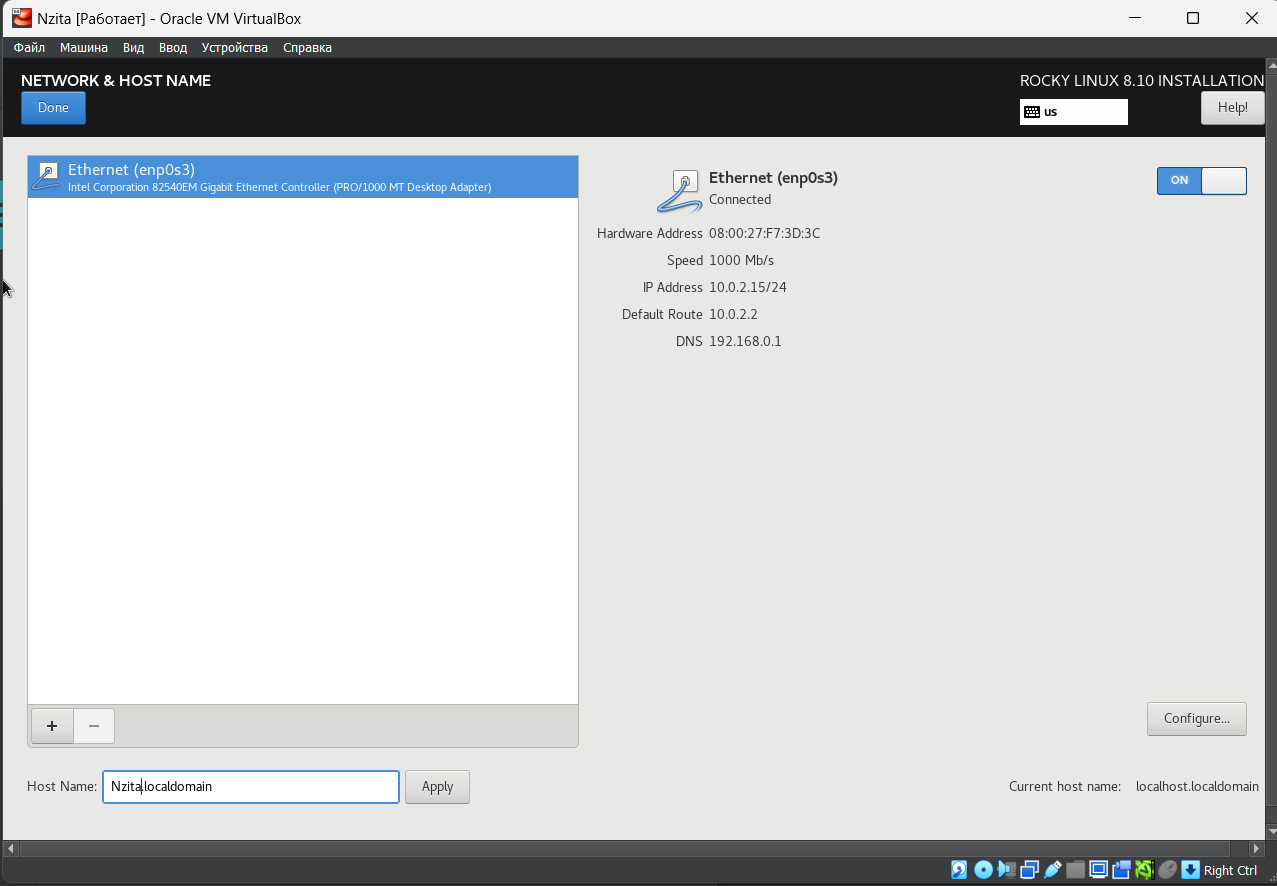 Nzita [Работает] - Oracle VM VirtualBox
Файл Машина Вид Ввод Устройства Справка
NETWORK & HOST NAME
ROCKY LINUX 8.10 INSTALLATION
Done
us
Help!
Ethernet (enp0s3)
Intel Corporation 82540EM Gigabit Ethernet Controller (PRO/1000 MT Desktop Adapter)
Ethernet (enp0s3)
Connected
ON
Hardware Address 08:00:27:F7:3D:3C
Speed 1000 Mb/s
IP Address 10.0.2.15/24
Default Route 10.0.2.2
DNS 192.168.0.1
+ −
Configure...
Host Name: Nzita.localdomain Apply
Current host name: localhost.localdomain
Right Ctrl